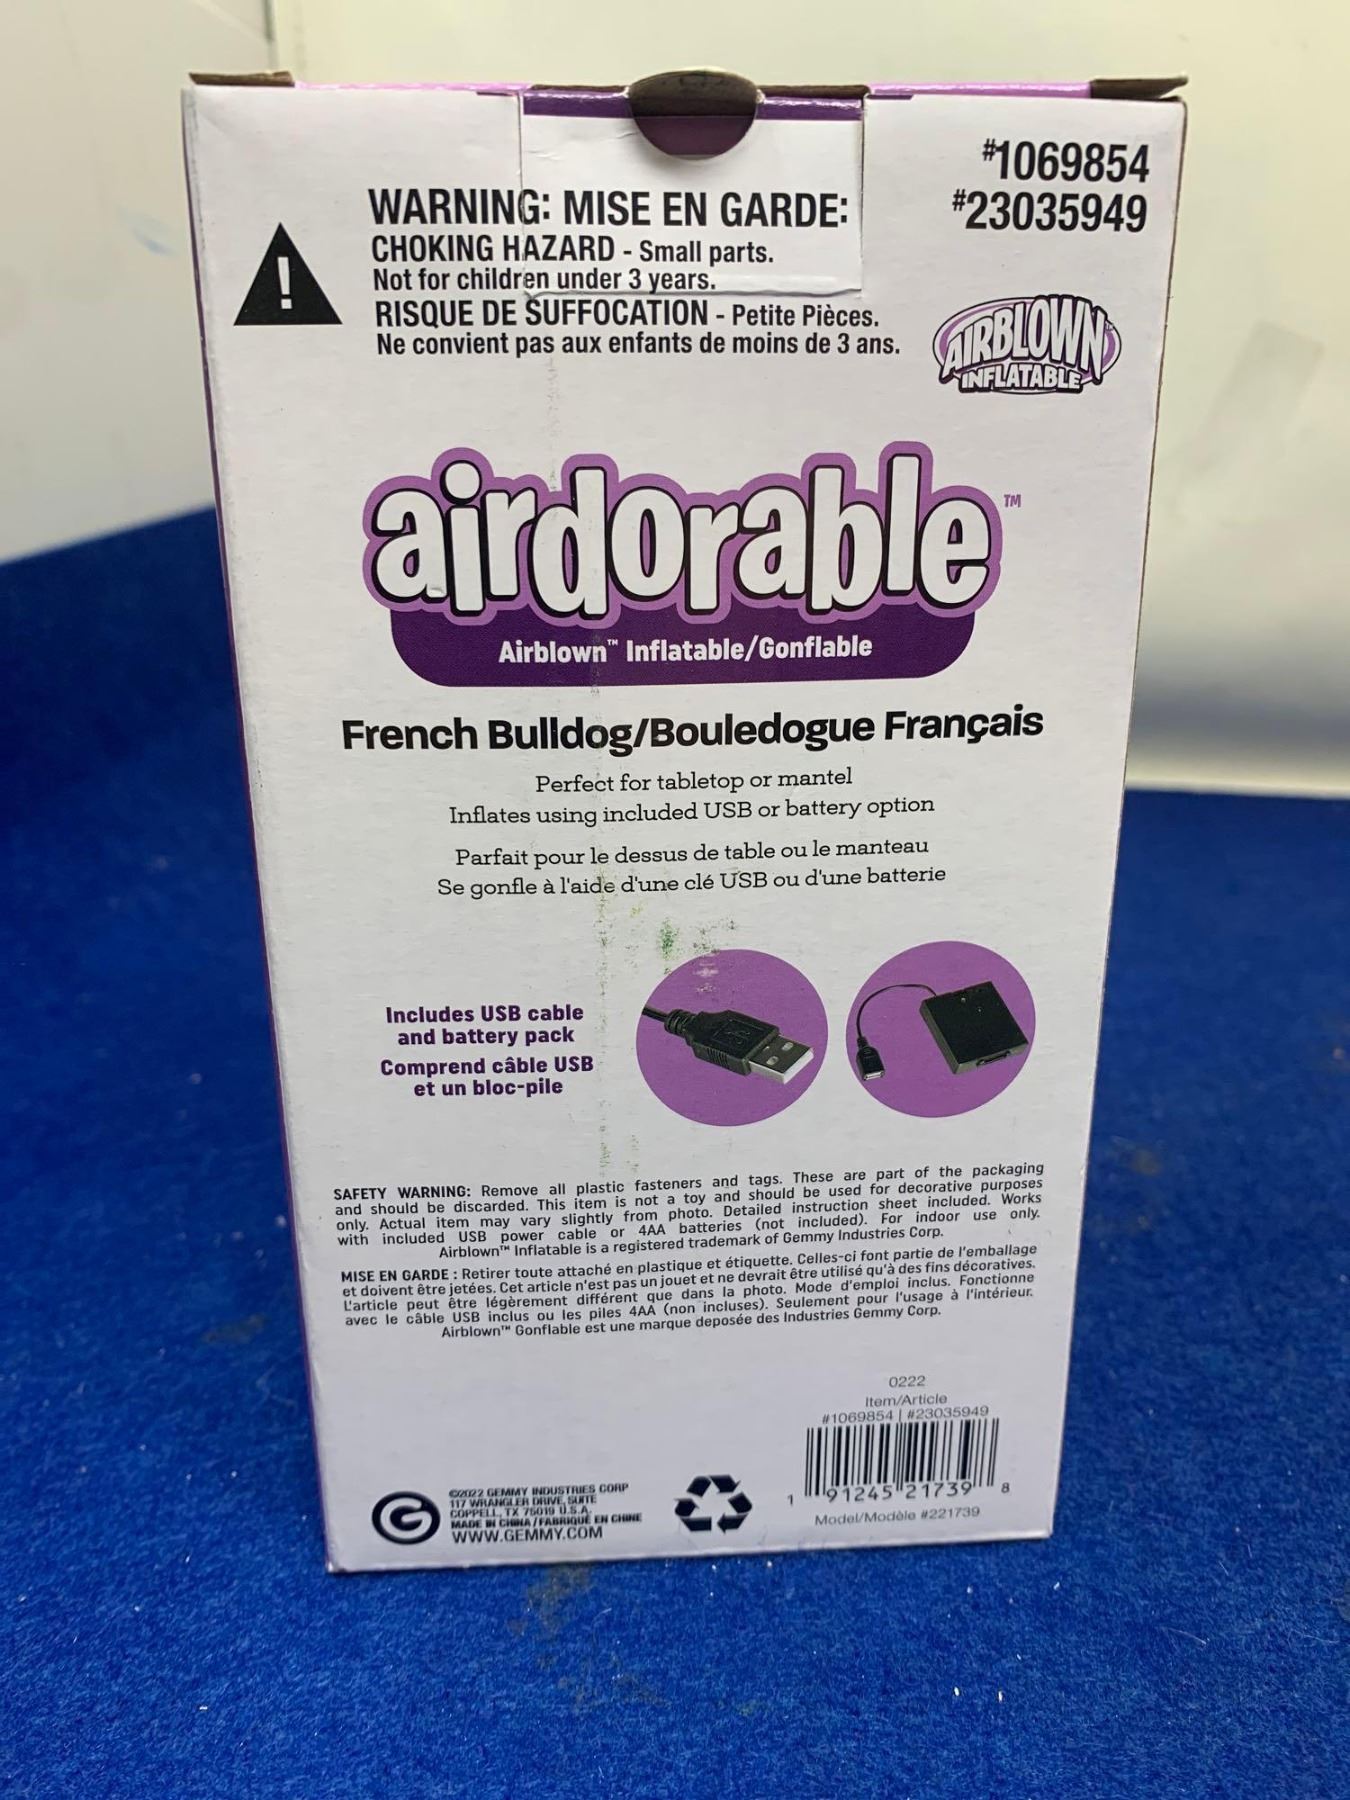 #1069854
#23035949
WARNING: MISE EN GARDE:
CHOKING HAZARD - Small parts.
Not for children under 3 years.
RISQUE DE SUFFOCATION - Petite Pièces.
Ne convient pas aux enfants de moins de 3 ans.
!
AIRBLOWN™
INFLATABLE
airdorable™
Airblown™ Inflatable/Gonflable
French Bulldog/Bouledogue Français
Perfect for tabletop or mantel
Inflates using included USB or battery option
Parfait pour le dessus de table ou le manteau
Se gonfle à l'aide d'une clé USB ou d'une batterie
Includes USB cable
and battery pack
Comprend câble USB
et un bloc-pile
SAFETY WARNING: Remove all plastic fasteners and tags. These are part of the packaging
and should be discarded. This item is not a toy and should be used for decorative purposes
only. Actual item may vary slightly from photo. Detailed instruction sheet included. Works
with included USB power cable or 4AA batteries (not included). For indoor use only.
Airblown™ Inflatable is a registered trademark of Gemmy Industries Corp.
MISE EN GARDE : Retirer toute attaché en plastique et étiquette. Celles-ci font partie de l'emballage
et doivent être jetées. Cet article n'est pas un jouet et ne devrait être utilisé qu'à des fins décoratives.
L'article peut être légèrement différent que dans la photo. Mode d'emploi inclus. Fonctionne
avec le câble USB inclus ou les piles 4AA (non incluses). Seulement pour l'usage à l'intérieur.
Airblown™ Gonflable est une marque deposée des Industries Gemmy Corp.
0222
Item/Article
#1069854 | #23035949
1 91245 21739 8
Model/Modèle #221739
G
©2022 GEMMY INDUSTRIES CORP
117 WRANGLER DRIVE, SUITE
COPPELL, TX 75019 U.S.A.
MADE IN CHINA / FABRIQUÉ EN CHINE
WWW.GEMMY.COM